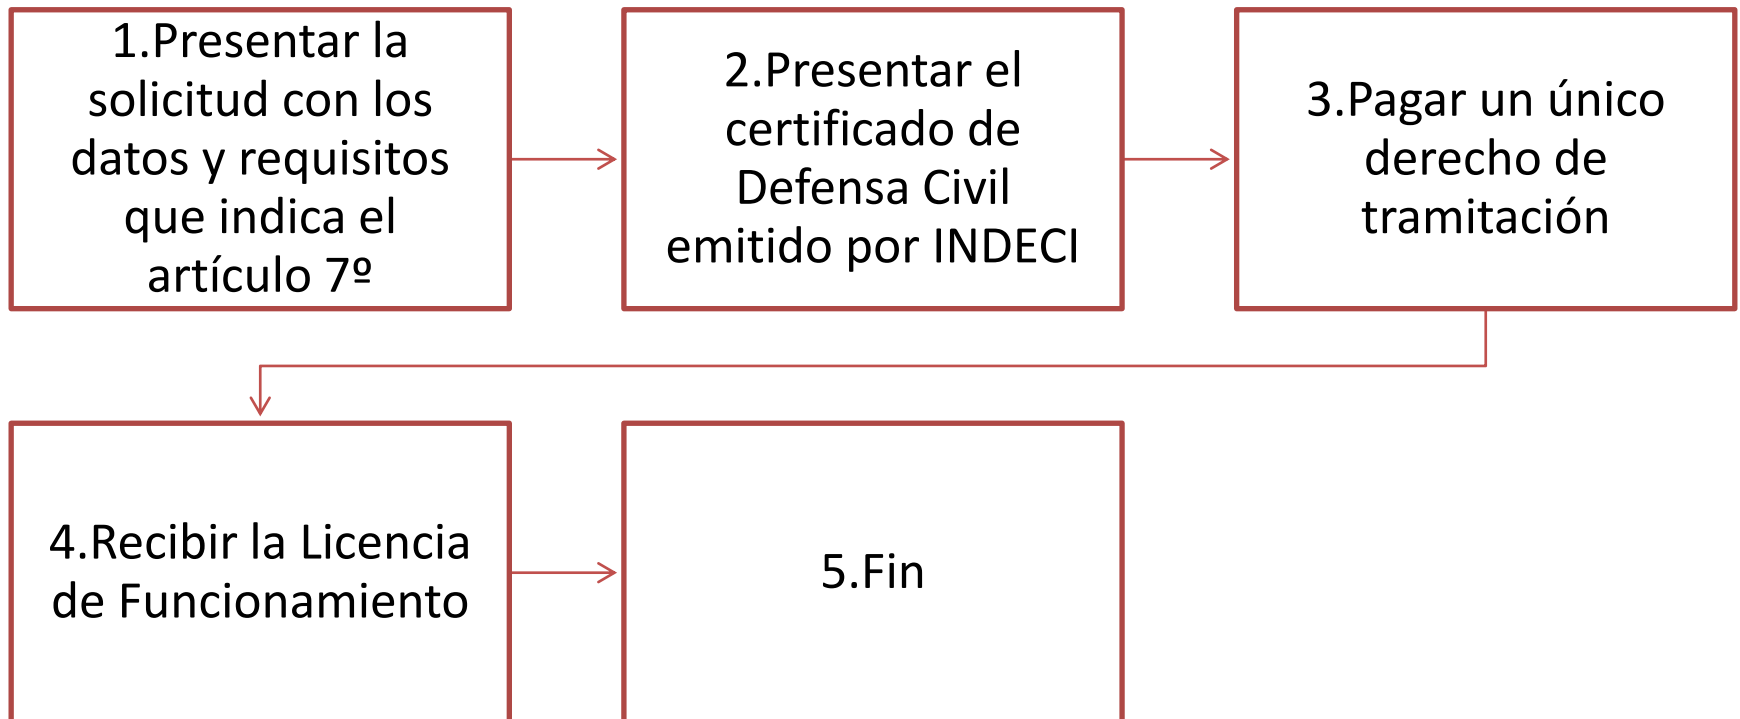 1.Presentar la
solicitud con los
datos y requisitos
que indica el
artículo 7º
2.Presentar el
certificado de
Defensa Civil
emitido por INDECI
3.Pagar un único
derecho de
tramitación
4.Recibir la Licencia
de Funcionamiento
5.Fin